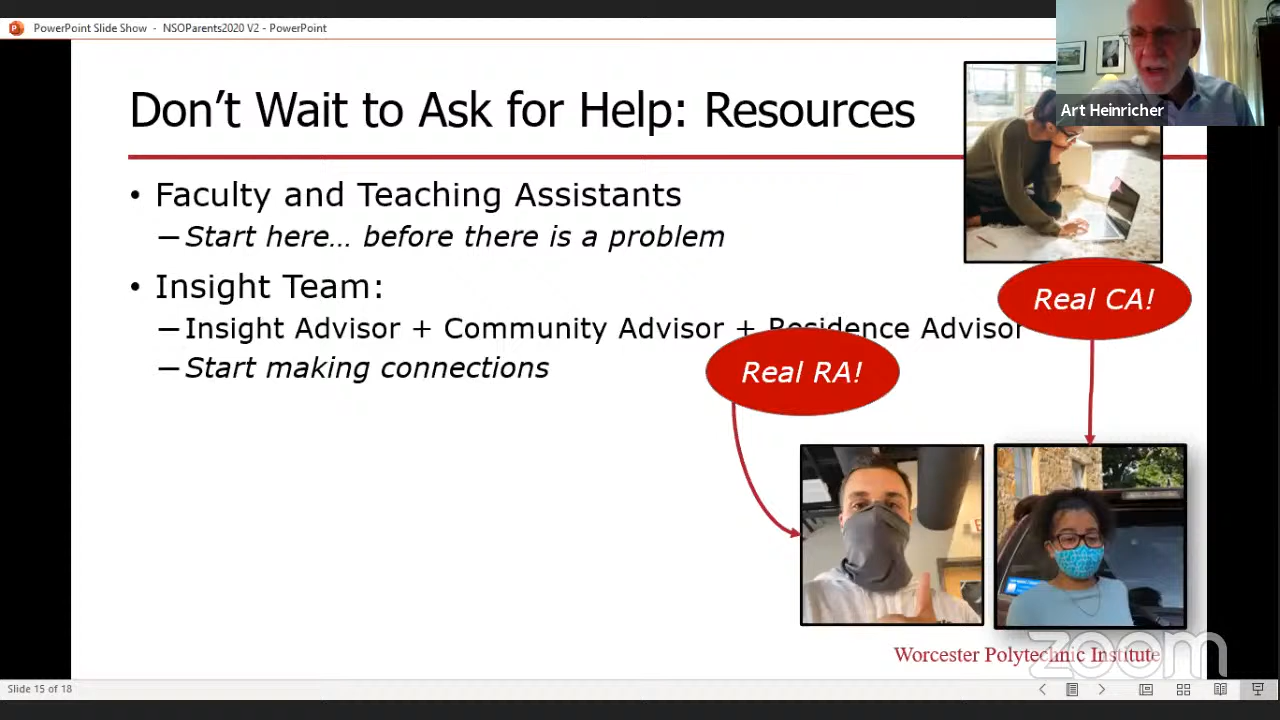 PowerPoint Slide Show - NSOParents2020 V2 - PowerPoint
Art Heinricher
Don't Wait to Ask for Help: Resources
• Faculty and Teaching Assistants
– Start here... before there is a problem
• Insight Team:
– Insight Advisor + Community Advisor + Residence Advisor
– Start making connections
Real CA!
Real RA!
Worcester Polytechnic Institute
zoom
Slide 15 of 18